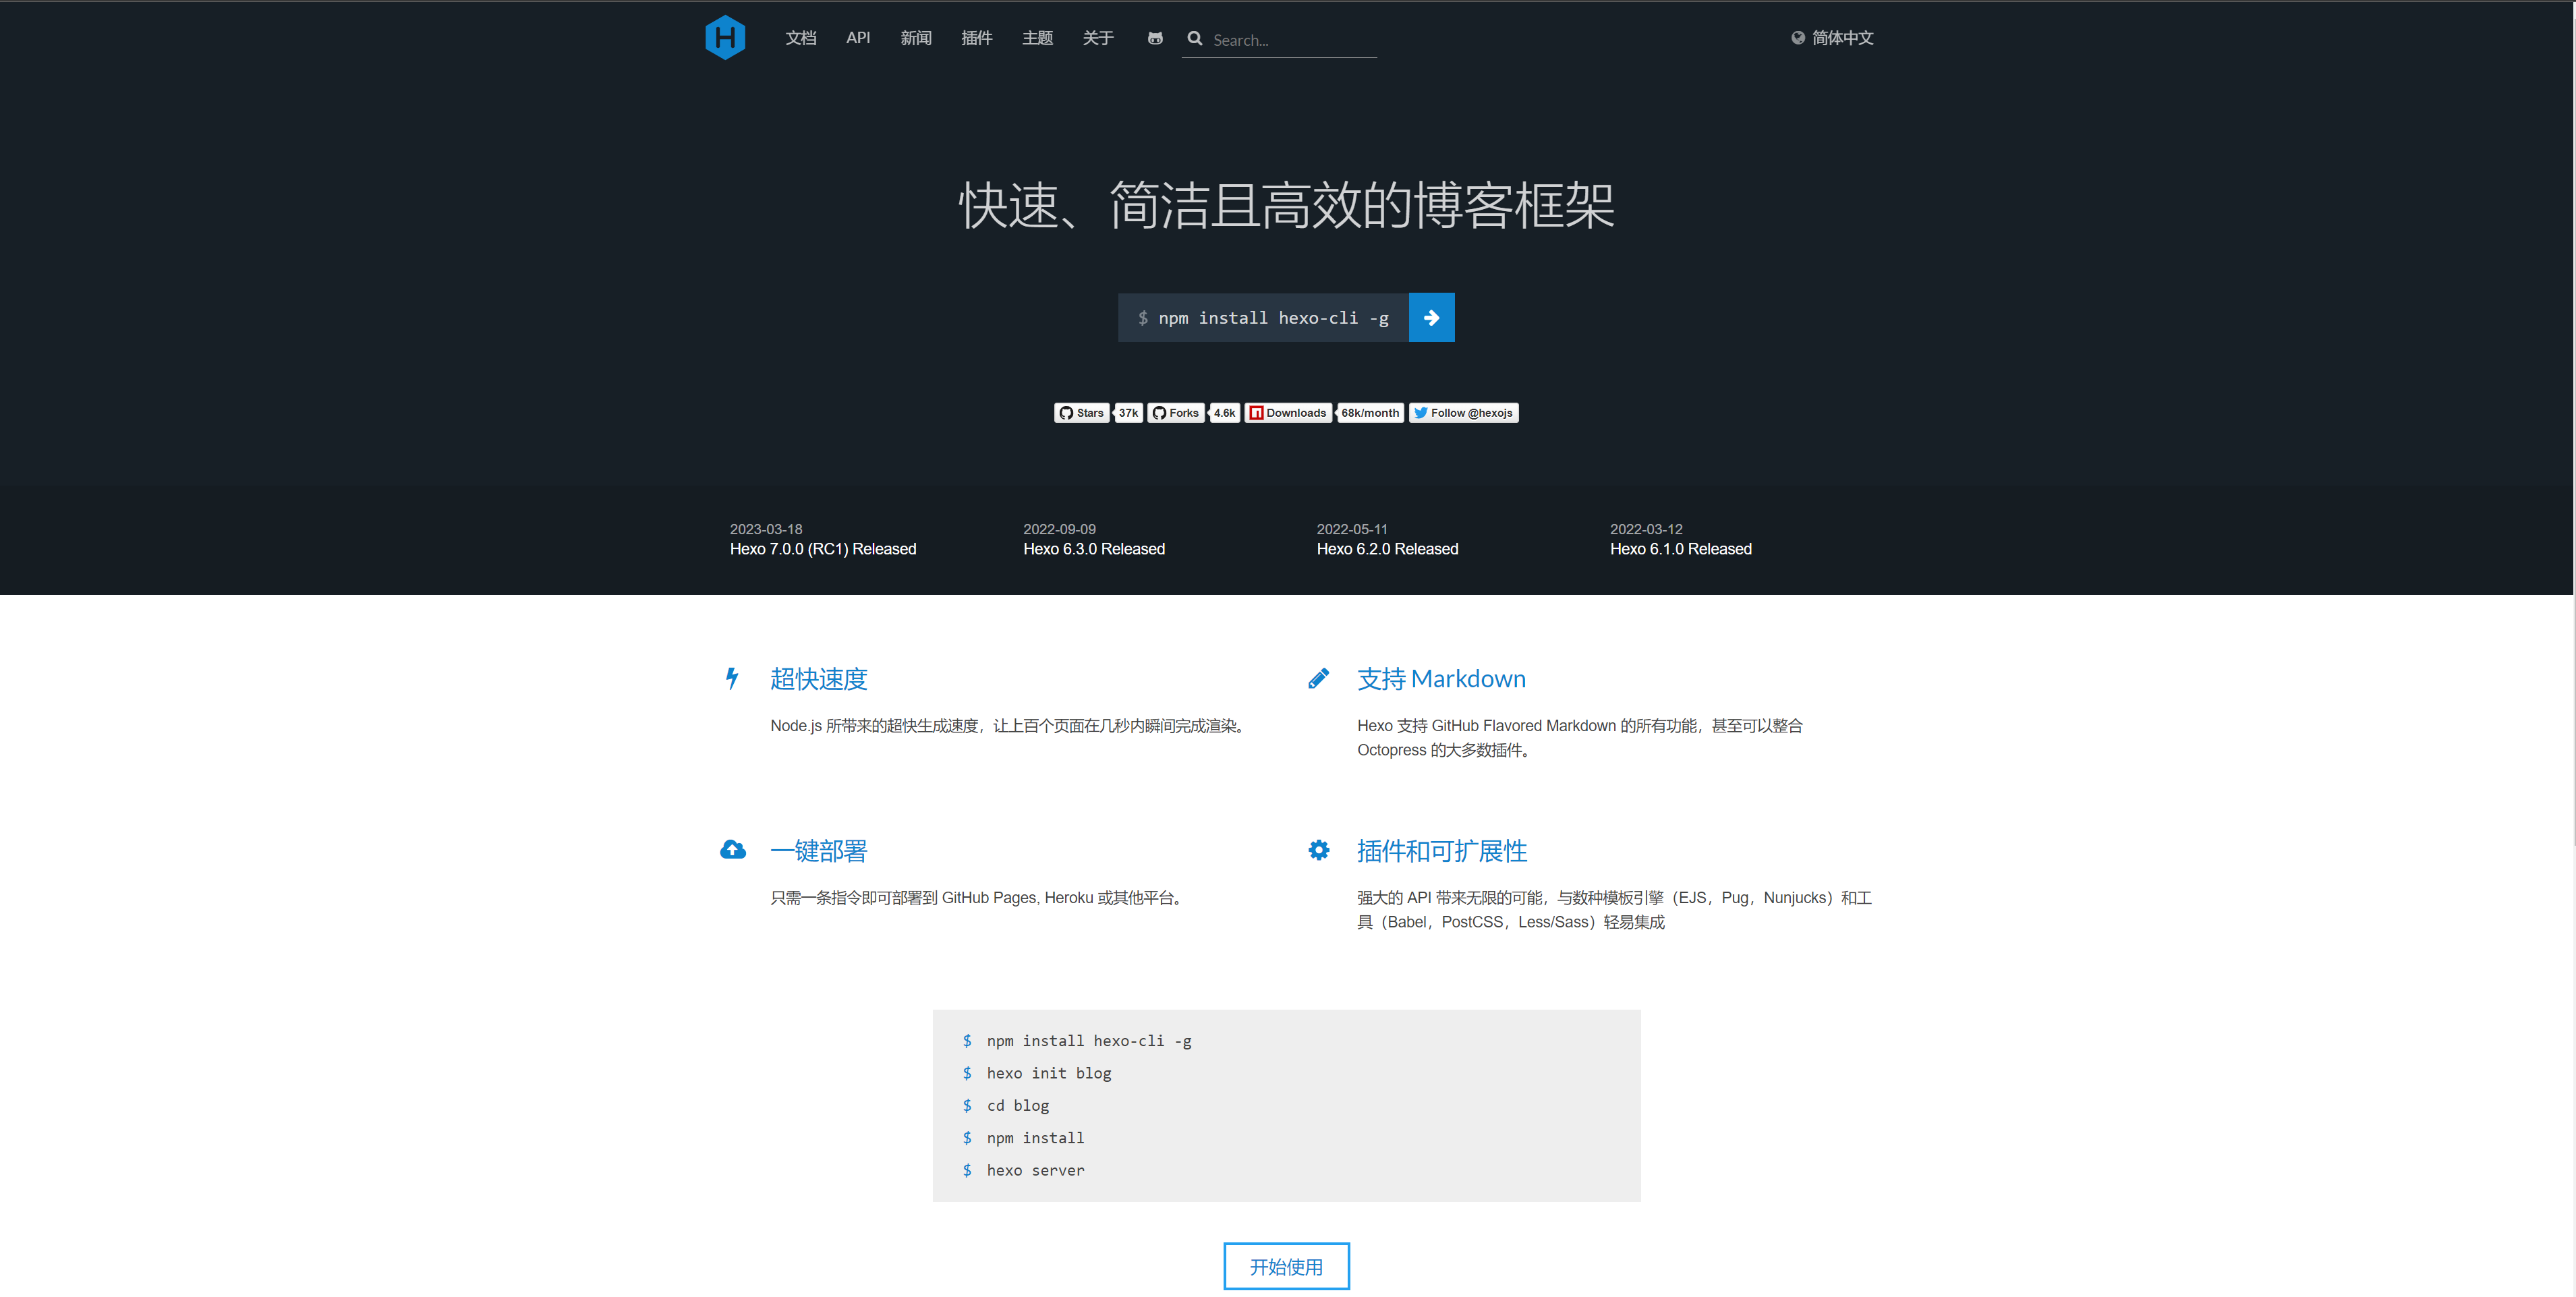 H 文档 API 新闻 插件 主题 关于 Search... 简体中文
快速、简洁且高效的博客框架
$ npm install hexo-cli -g
Stars 37k Forks 4.6k Downloads 68k/month Follow @hexojs
2023-03-18
Hexo 7.0.0 (RC1) Released
2022-09-09
Hexo 6.3.0 Released
2022-05-11
Hexo 6.2.0 Released
2022-03-12
Hexo 6.1.0 Released
超快速度
Node.js 所带来的超快生成速度，让上百个页面在几秒内瞬间完成渲染。
支持 Markdown
Hexo 支持 GitHub Flavored Markdown 的所有功能，甚至可以整合
Octopress 的大多数插件。
一键部署
只需一条指令即可部署到 GitHub Pages, Heroku 或其他平台。
插件和可扩展性
强大的 API 带来无限的可能，与数种模板引擎（EJS，Pug，Nunjucks）和工
具（Babel，PostCSS，Less/Sass）轻易集成
$ npm install hexo-cli -g
$ hexo init blog
$ cd blog
$ npm install
$ hexo server
开始使用